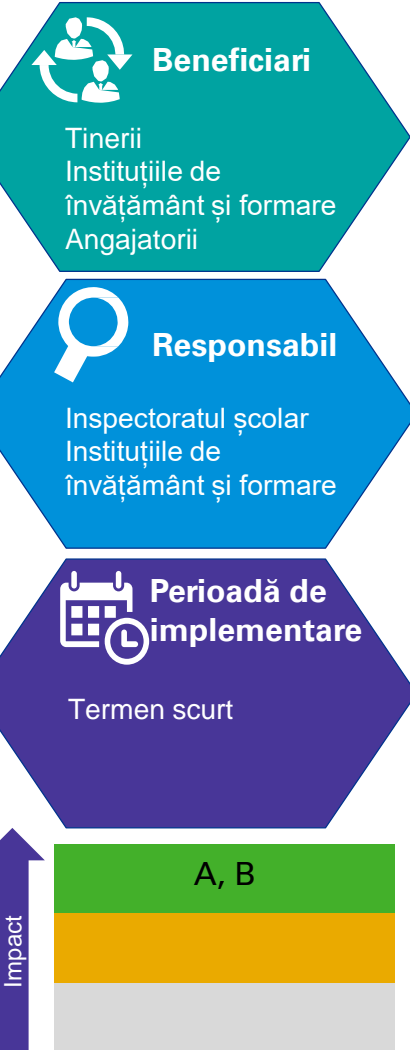 Beneficiari
Tinerii
Instituțiile de
învățământ și formare
Angajatorii
Responsabil
Inspectoratul școlar
Instituțiile de
învățământ și formare
Perioadă de
implementare
Termen scurt
A, B
Impact